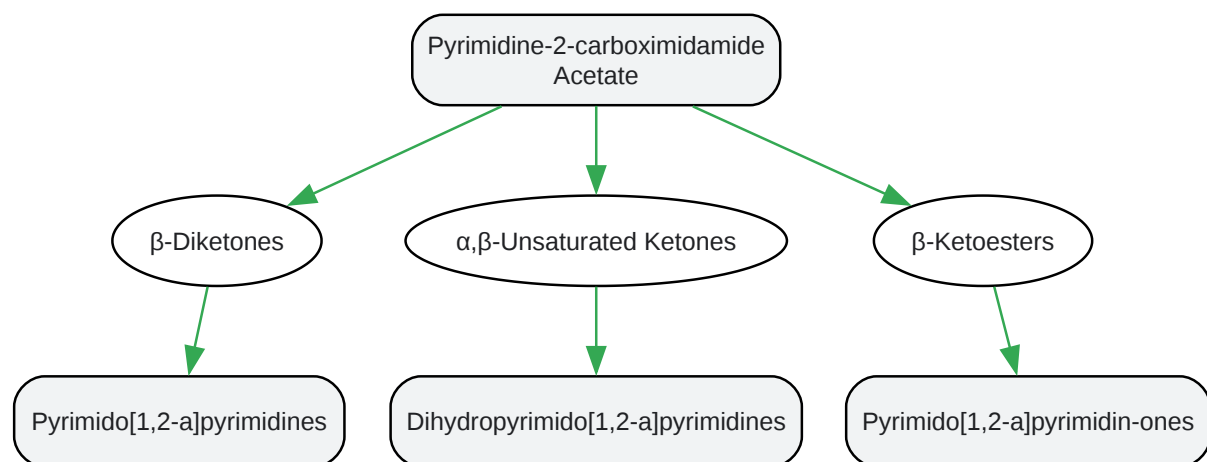 Pyrimidine-2-carboximidamide
Acetate
β-Diketones
α,β-Unsaturated Ketones
β-Ketoesters
Pyrimido[1,2-a]pyrimidines
Dihydropyrimido[1,2-a]pyrimidines
Pyrimido[1,2-a]pyrimidin-ones